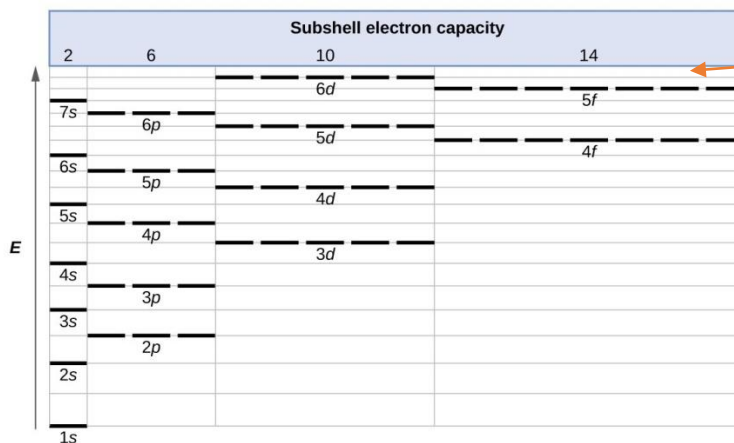 Subshell electron capacity
2 6 10 14
6d
5f
7s
6p
5d
4f
6s
5p
4d
5s
4p
E
3d
4s
3p
3s
2p
2s
1s